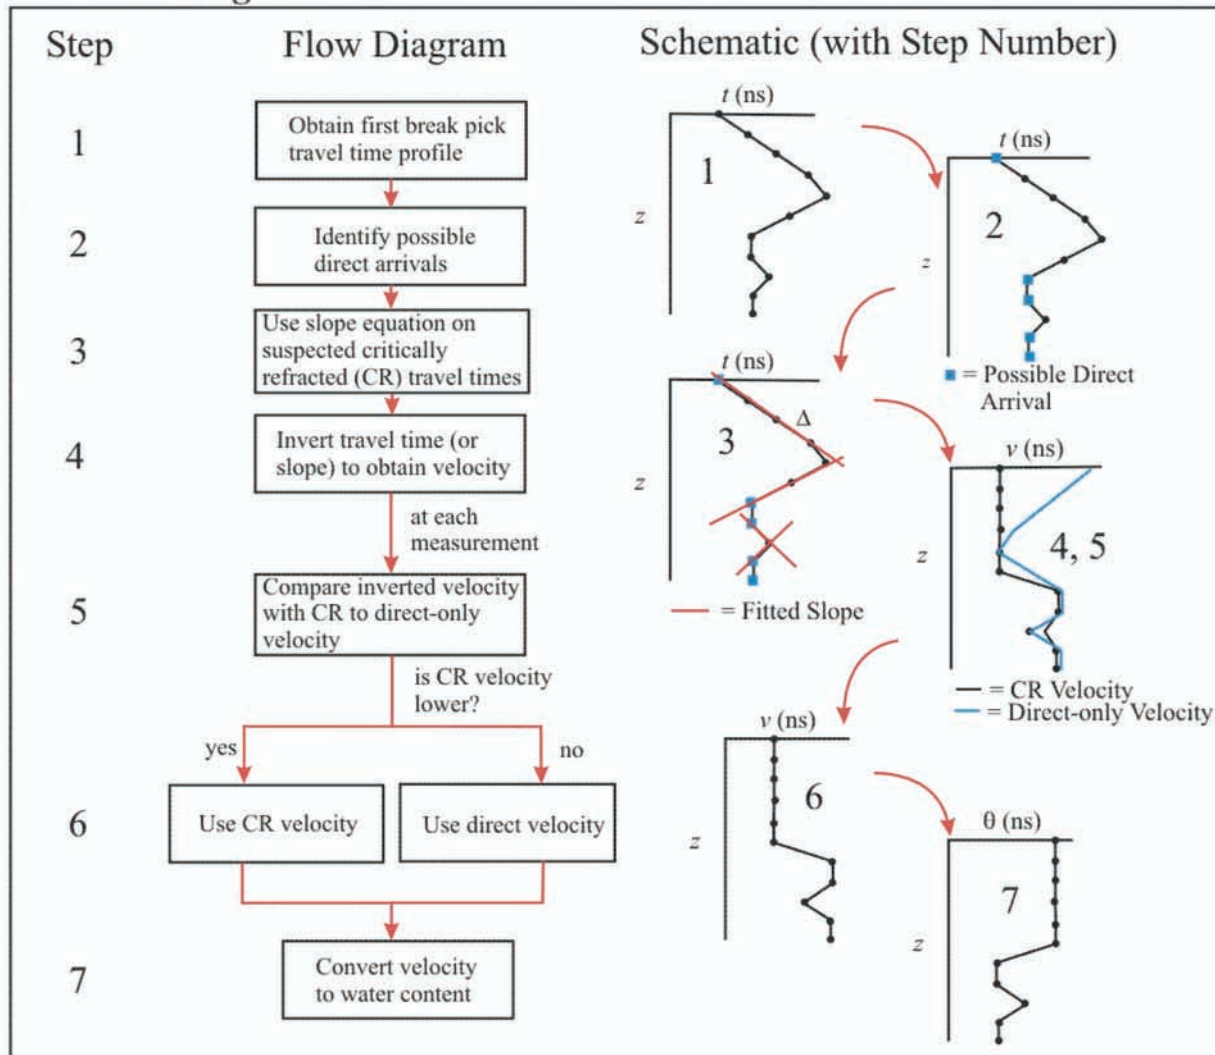 Step
Flow Diagram
Schematic (with Step Number)
1
Obtain first break pick
travel time profile
2
Identify possible
direct arrivals
3
Use slope equation on
suspected critically
refracted (CR) travel times
4
Invert travel time (or
slope) to obtain velocity
at each
measurement
5
Compare inverted velocity
with CR to direct-only
velocity
is CR velocity
lower?
yes
no
6
Use CR velocity
Use direct velocity
7
Convert velocity
to water content
t (ns)
1
z
t (ns)
2
z
= Possible Direct
Arrival
t (ns)
Δ
3
z
= Fitted Slope
v (ns)
4, 5
z
= CR Velocity
= Direct-only Velocity
v (ns)
6
z
θ (ns)
7
z